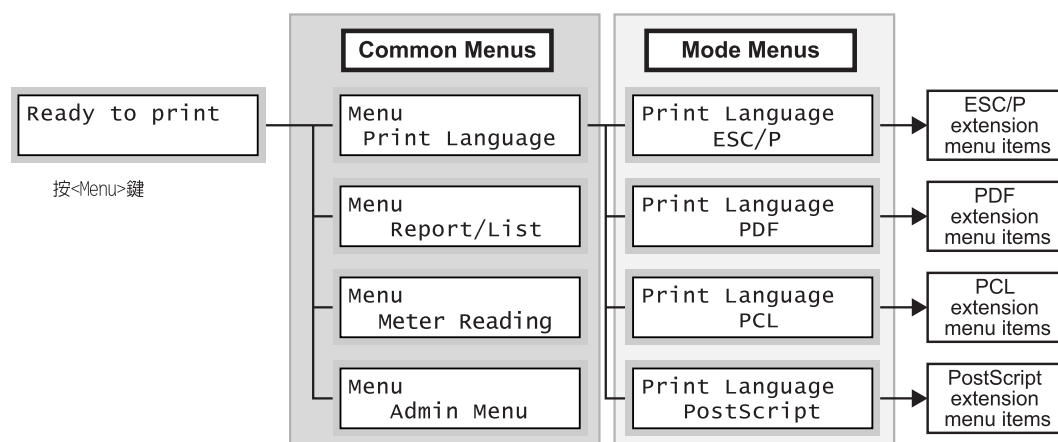 Common Menus
Mode Menus
Ready to print
按<Menu>鍵
Menu
Print Language
Print Language
ESC/P
ESC/P
extension
menu items
Menu
Report/List
Print Language
PDF
PDF
extension
menu items
Menu
Meter Reading
Print Language
PCL
PCL
extension
menu items
Menu
Admin Menu
Print Language
PostScript
PostScript
extension
menu items